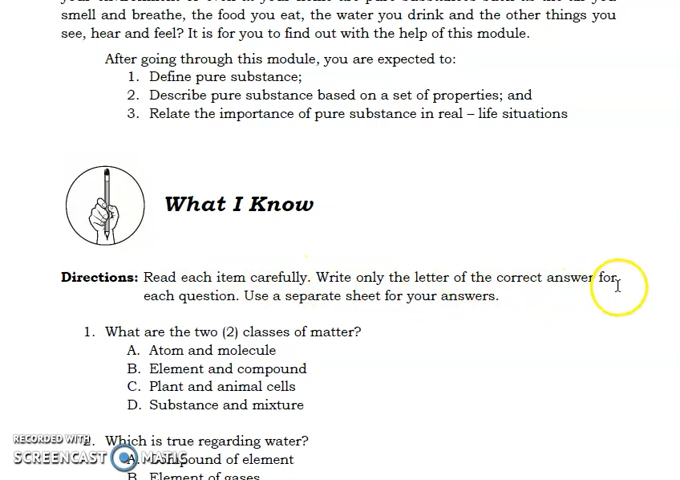 smell and breathe, the food you eat, the water you drink and the other things you
see, hear and feel? It is for you to find out with the help of this module.
After going through this module, you are expected to:
1. Define pure substance;
2. Describe pure substance based on a set of properties; and
3. Relate the importance of pure substance in real – life situations
What I Know
Directions: Read each item carefully. Write only the letter of the correct answer for
each question. Use a separate sheet for your answers.
1. What are the two (2) classes of matter?
A. Atom and molecule
B. Element and compound
C. Plant and animal cells
D. Substance and mixture
RECORDED WITH
SCREENCAST MATIC
2. Which is true regarding water?
A. Compound of element
B. Element of gases